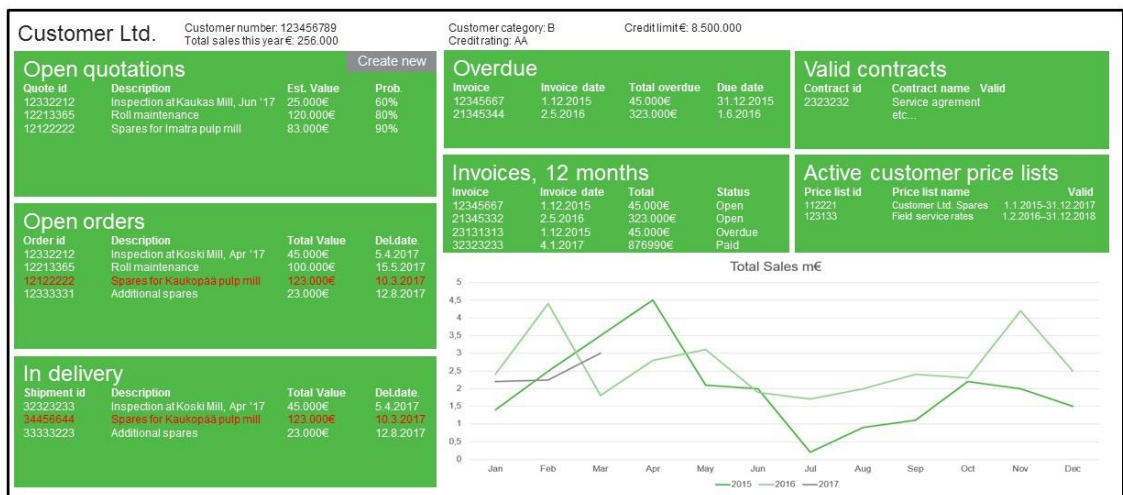 Customer Ltd.
Customer number: 123456789
Total sales this year €: 256.000
Customer category: B
Credit rating: AA
Credit limit €: 8.500.000
Open quotations
Create new
Quote id Description Est. Value Prob.
12332212 Inspection at Kaukas Mill, Jun '17 25.000€ 60%
12213365 Roll maintenance 120.000€ 80%
12122222 Spares for Imatra pulp mill 83.000€ 90%
Open orders
Order id Description Total Value Del.date.
12332212 Inspection at Koski Mill, Apr '17 45.000€ 5.4.2017
12213365 Roll maintenance 100.000€ 15.5.2017
12122222 Spares for Kaukopää pulp mill 123.000€ 10.3.2017
12333331 Additional spares 23.000€ 12.8.2017
In delivery
Shipment id Description Total Value Del.date.
32323233 Inspection at Koski Mill, Apr '17 45.000€ 5.4.2017
34456644 Spares for Kaukopää pulp mill 123.000€ 10.3.2017
33333223 Additional spares 23.000€ 12.8.2017
Overdue
Invoice Invoice date Total overdue Due date
12345667 1.12.2015 45.000€ 31.12.2015
21345344 2.5.2016 323.000€ 1.6.2016
Valid contracts
Contract id Contract name Valid
2323232 Service agrement
etc...
Invoices, 12 months
Invoice Invoice date Total Status
12345667 1.12.2015 45.000€ Open
21345332 2.5.2016 323.000€ Open
23131313 1.12.2015 45.000€ Overdue
32323233 4.1.2017 876990€ Paid
Active customer price lists
Price list id Price list name Valid
112221 Customer Ltd. Spares 1.1.2015-31.12.2017
123133 Field service rates 1.2.2016–31.12.2018
Total Sales m€
5
4,5
4
3,5
3
2,5
2
1,5
1
0,5
0
Jan Feb Mar Apr May Jun Jul Aug Sep Oct Nov Dec
2015 2016 2017